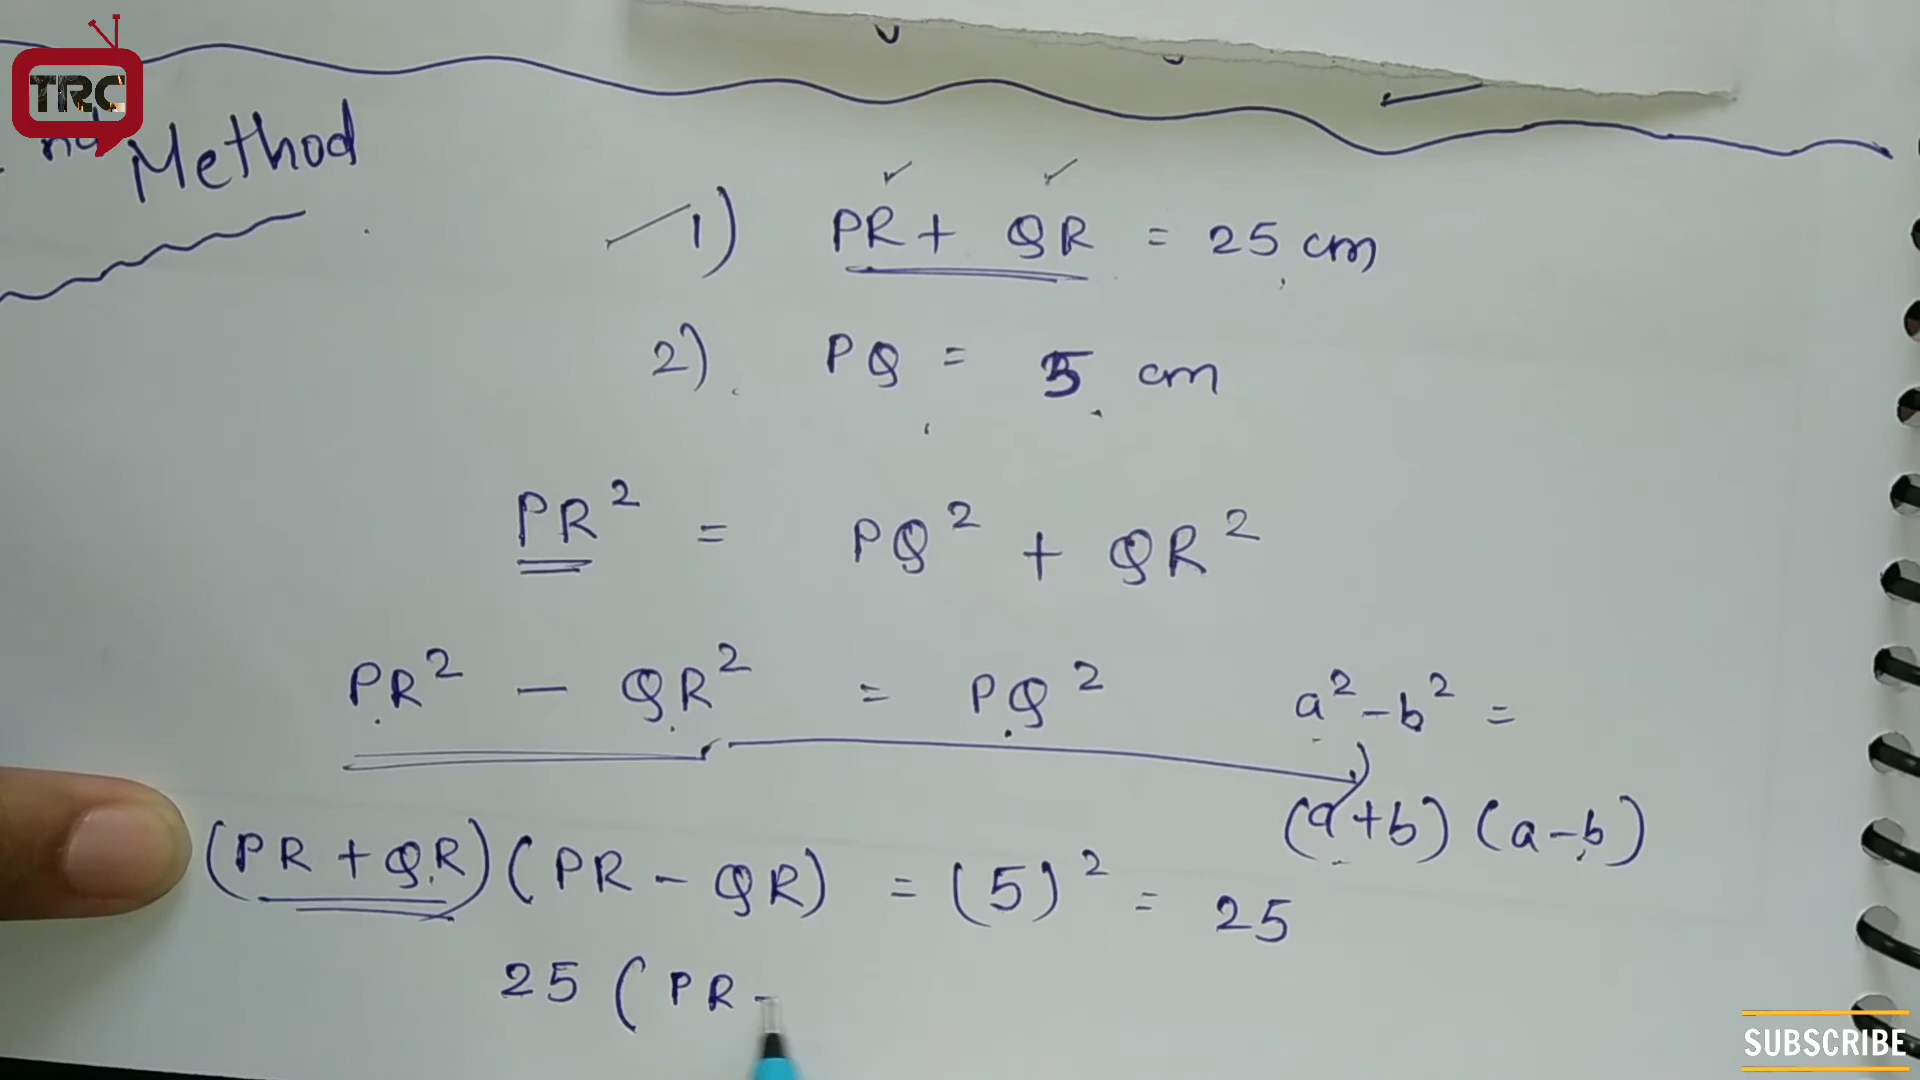 TRC
nd Method
1) PR + QR = 25 cm
2) PQ = 5 cm
PR² = PQ² + QR²
PR² - QR² = PQ²
a² - b² =
(a+b) (a-b)
(PR + QR) (PR - QR) = (5)² = 25
25 (PR -
SUBSCRIBE